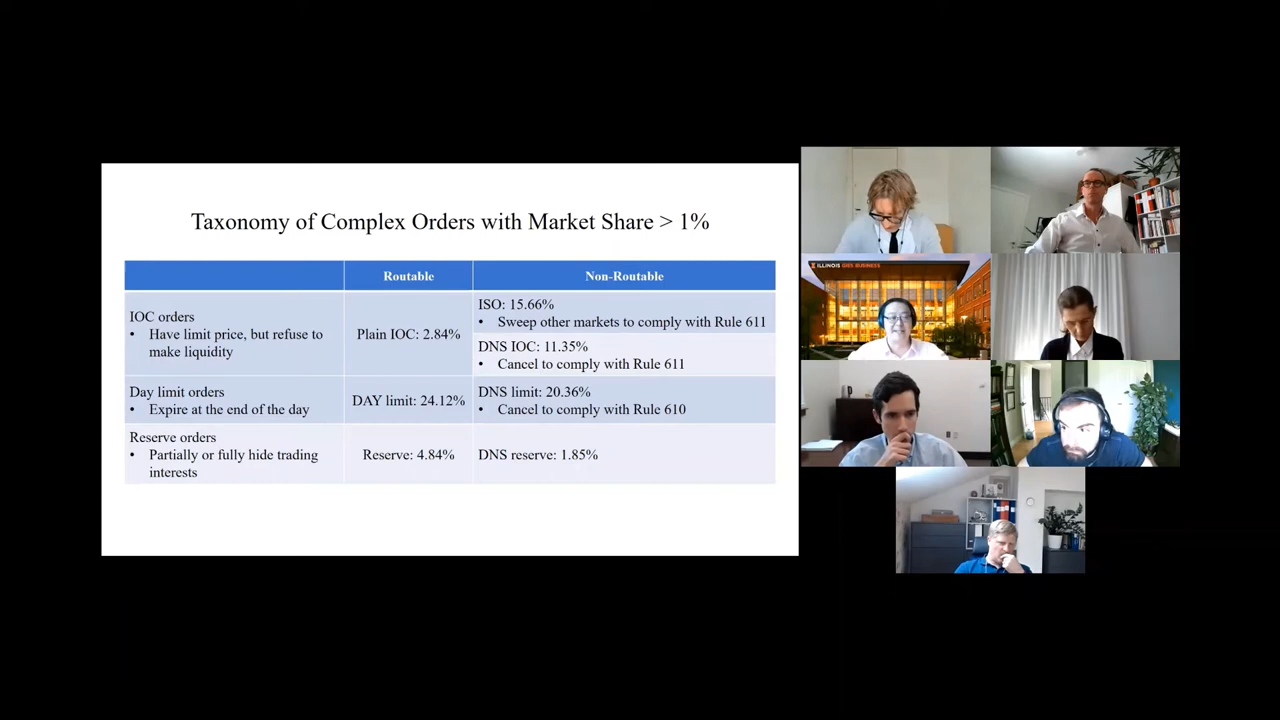 Taxonomy of Complex Orders with Market Share > 1%
Routable
Non-Routable
IOC orders
• Have limit price, but refuse to
make liquidity
Plain IOC: 2.84%
ISO: 15.66%
• Sweep other markets to comply with Rule 611
DNS IOC: 11.35%
• Cancel to comply with Rule 611
Day limit orders
• Expire at the end of the day
DAY limit: 24.12%
DNS limit: 20.36%
• Cancel to comply with Rule 610
Reserve orders
• Partially or fully hide trading
interests
Reserve: 4.84%
DNS reserve: 1.85%
ILLINOIS GIES BUSINESS